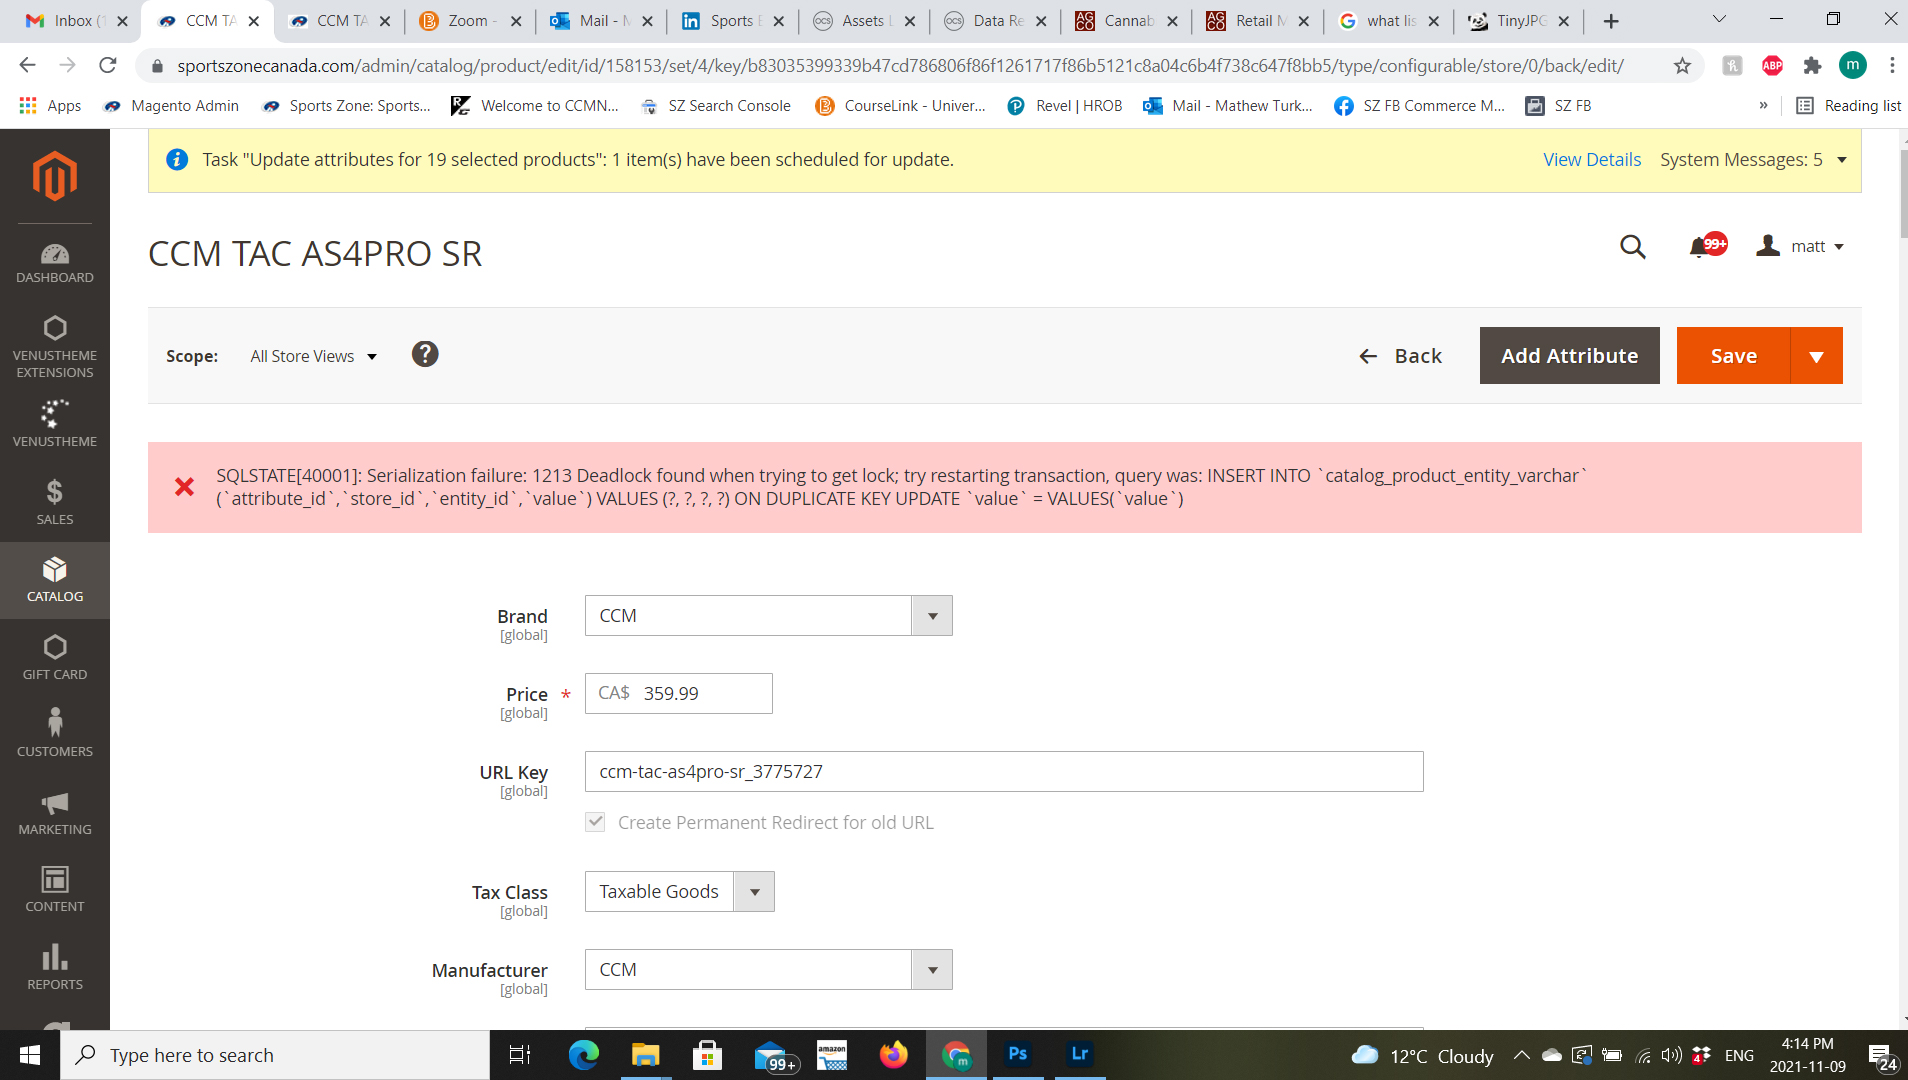 Inbox (1
CCM TA
CCM TA
Zoom -
Mail - M
Sports E
Assets L
Data Re
Cannab
Retail M
what lis
TinyJPG
sportszonecanada.com/admin/catalog/product/edit/id/158153/set/4/key/b83035399339b47cd786806f86f1261717f86b5121c8a04c6b4f738c647f8bb5/type/configurable/store/0/back/edit/
ABP
m
Apps
Magento Admin
Sports Zone: Sports...
Welcome to CCMN...
SZ Search Console
CourseLink - Univer...
Revel | HROB
Mail - Mathew Turk...
SZ FB Commerce M...
SZ FB
»
Reading list
Task "Update attributes for 19 selected products": 1 item(s) have been scheduled for update.
View Details
System Messages: 5
CCM TAC AS4PRO SR
99+
matt
DASHBOARD
VENUSTHEME
EXTENSIONS
VENUSTHEME
SALES
CATALOG
GIFT CARD
CUSTOMERS
MARKETING
CONTENT
REPORTS
Scope:
All Store Views
?
Back
Add Attribute
Save
SQLSTATE[40001]: Serialization failure: 1213 Deadlock found when trying to get lock; try restarting transaction, query was: INSERT INTO `catalog_product_entity_varchar`
(`attribute_id`,`store_id`,`entity_id`,`value`) VALUES (?, ?, ?, ?) ON DUPLICATE KEY UPDATE `value` = VALUES(`value`)
Brand
[global]
CCM
Price *
[global]
CA$ 359.99
URL Key
[global]
ccm-tac-as4pro-sr_3775727
Create Permanent Redirect for old URL
Tax Class
[global]
Taxable Goods
Manufacturer
[global]
CCM
Type here to search
99+
amazon
Ps
Lr
12°C Cloudy
4
ENG
4:14 PM
2021-11-09
24